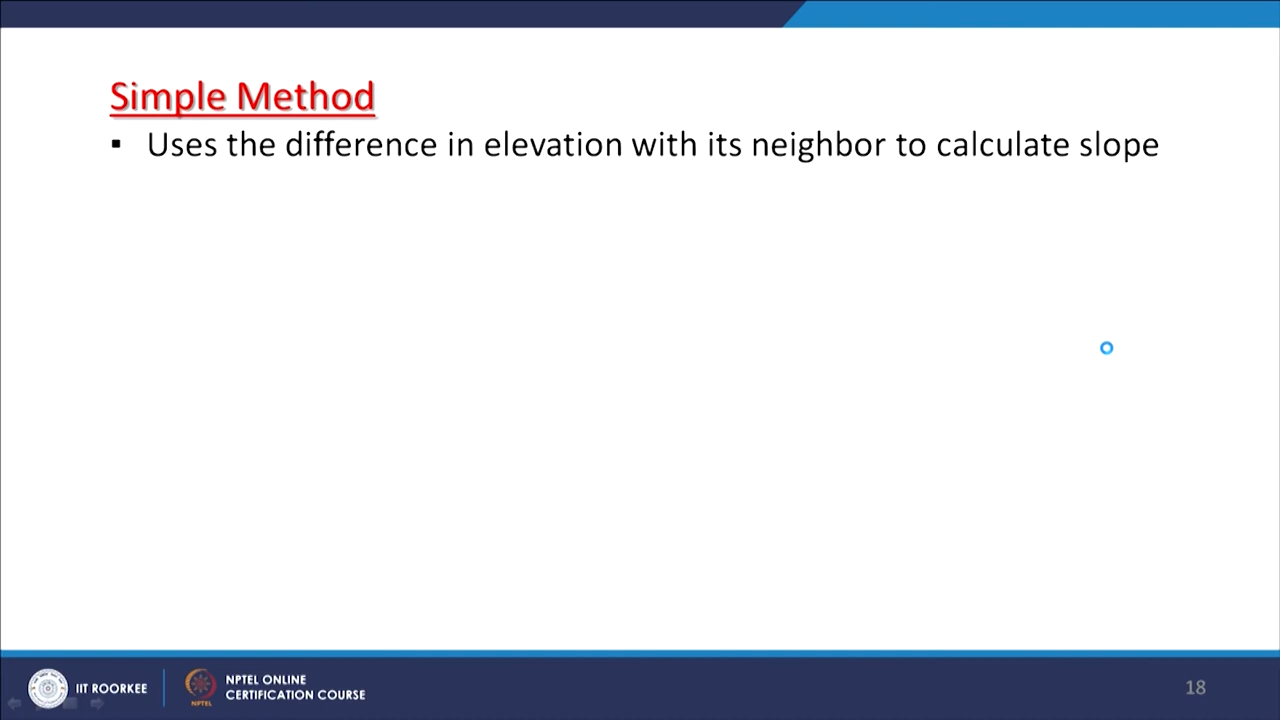 Simple Method
▪ Uses the difference in elevation with its neighbor to calculate slope
IIT ROORKEE
NPTEL
NPTEL ONLINE
CERTIFICATION COURSE
18